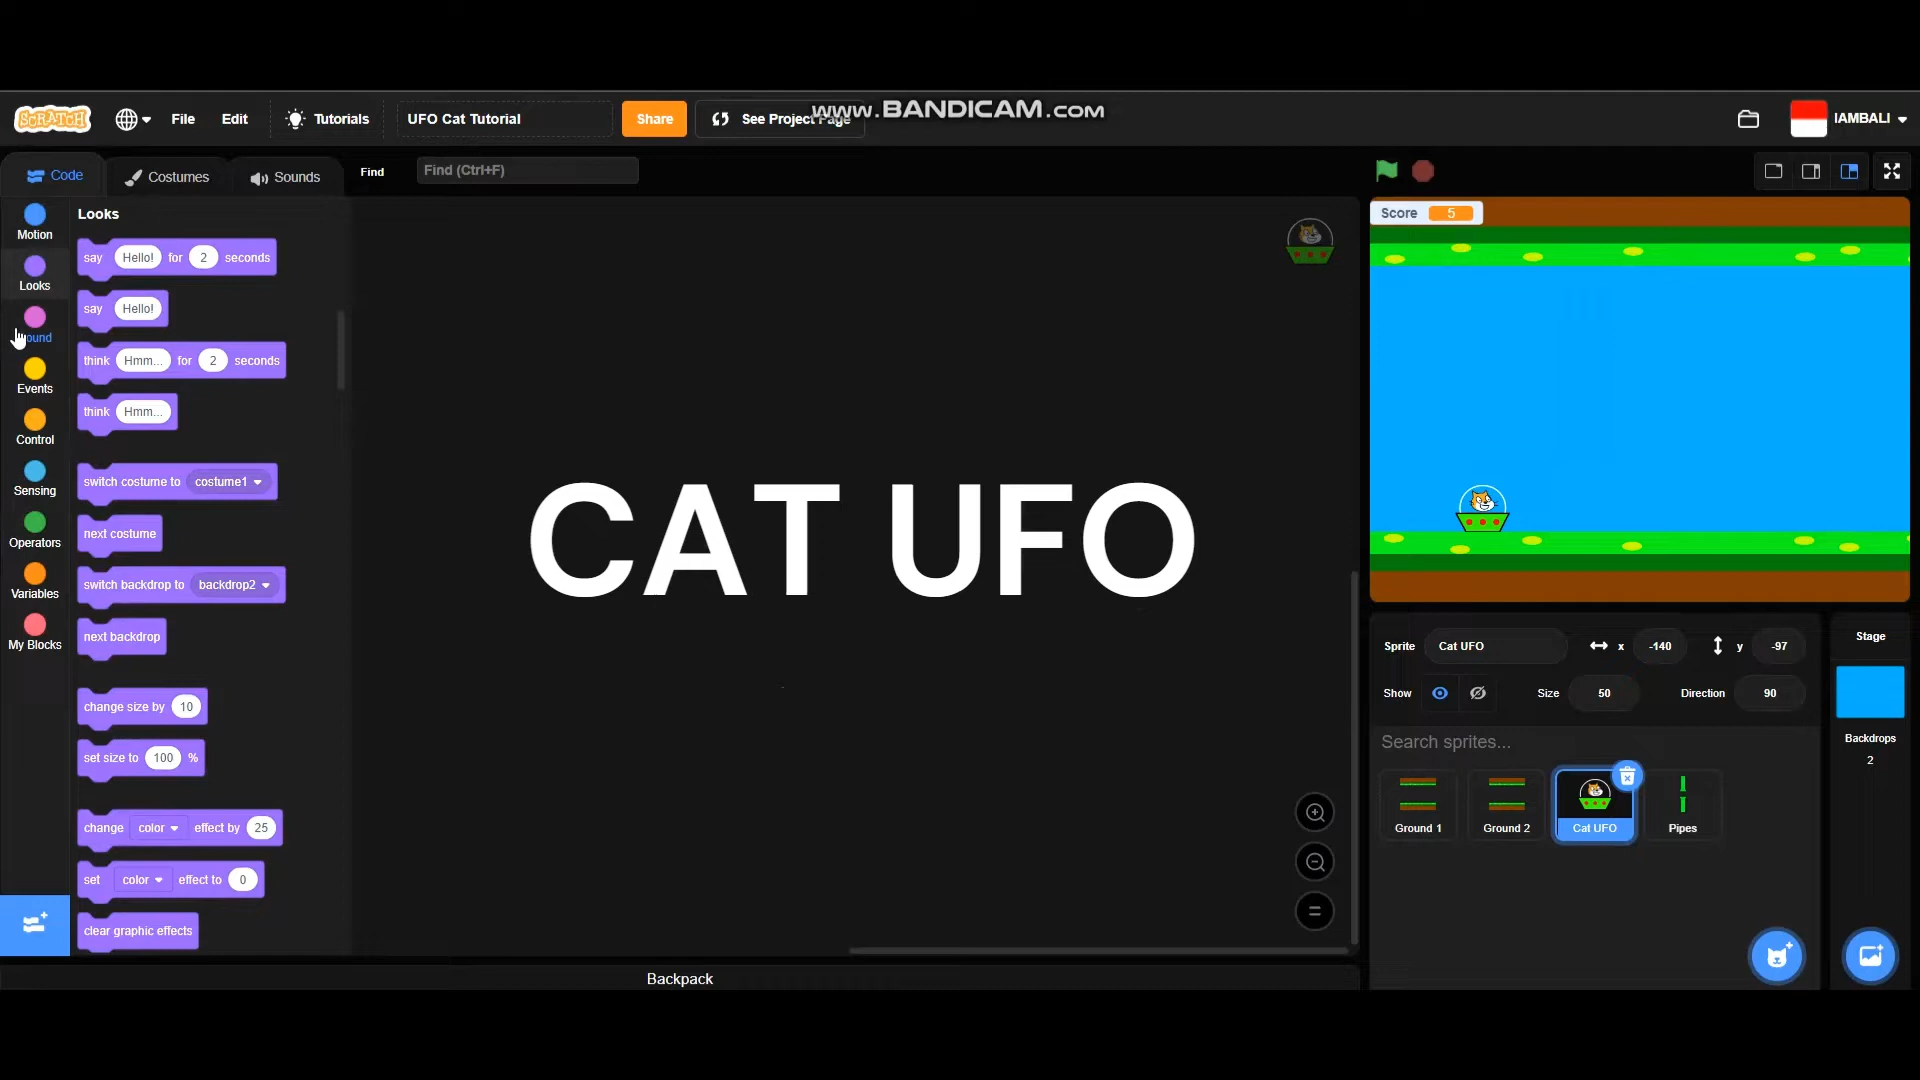 www.BANDICAM.com
SCRATCH
File
Edit
Tutorials
UFO Cat Tutorial
Share
See Project Page
IAMBALI
Code
Costumes
Sounds
Find
Find (Ctrl+F)
Motion
Looks
ound
Events
Control
Sensing
Operators
Variables
My Blocks
Looks
say Hello! for 2 seconds
say Hello!
think Hmm... for 2 seconds
think Hmm...
switch costume to costume1
next costume
switch backdrop to backdrop2
next backdrop
change size by 10
set size to 100 %
change color effect by 25
set color effect to 0
clear graphic effects
CAT UFO
Backpack
Score 5
Sprite Cat UFO x -140 y -97
Show Size 50 Direction 90
Search sprites...
Ground 1
Ground 2
Cat UFO
Pipes
Stage
Backdrops
2